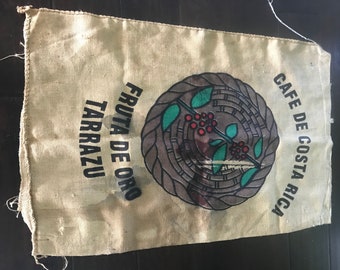 CAFE DE COSTA RICA
FRUTA DE ORO
TARRAZU